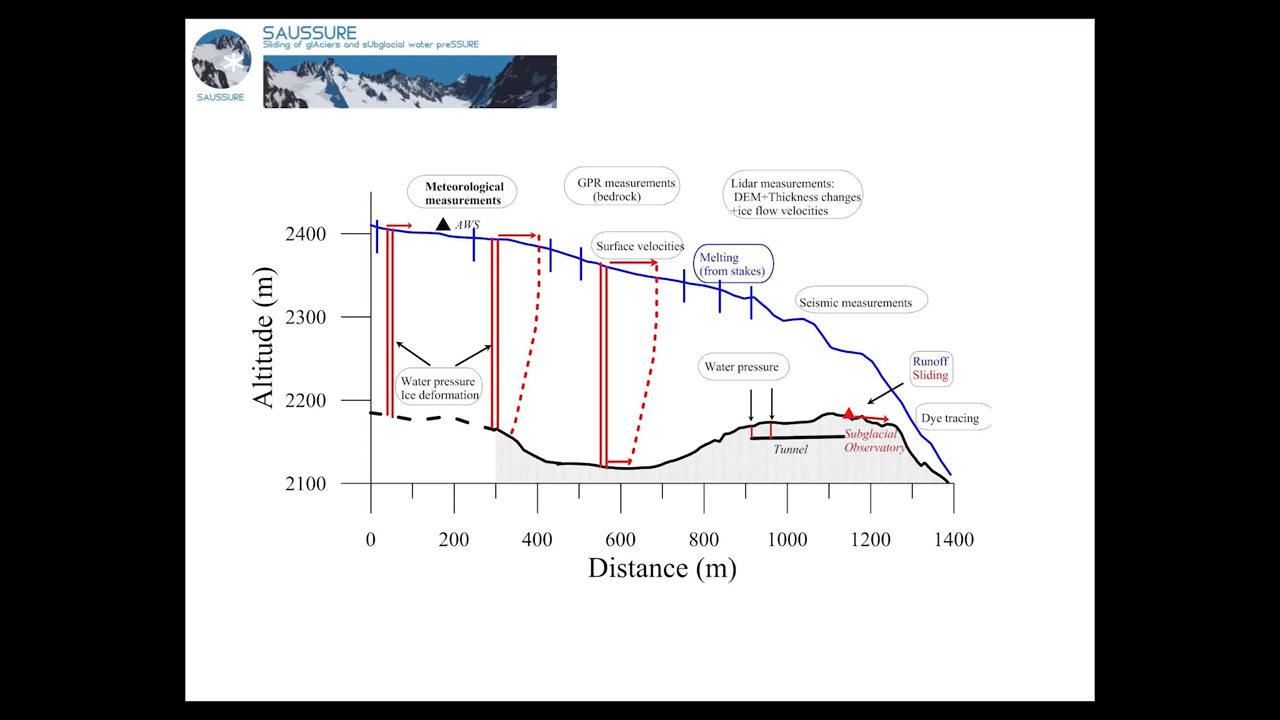 SAUSSURE
Sliding of glAciers and sUbglacial water preSSURE
SAUSSURE
Meteorological
measurements
GPR measurements
(bedrock)
Lidar measurements:
DEM+Thickness changes
+ice flow velocities
AWS
Surface velocities
Melting
(from stakes)
Seismic measurements
Water pressure
Ice deformation
Water pressure
Runoff
Sliding
Dye tracing
Subglacial
Observatory
Tunnel
Altitude (m)
2400
2300
2200
2100
0 200 400 600 800 1000 1200 1400
Distance (m)